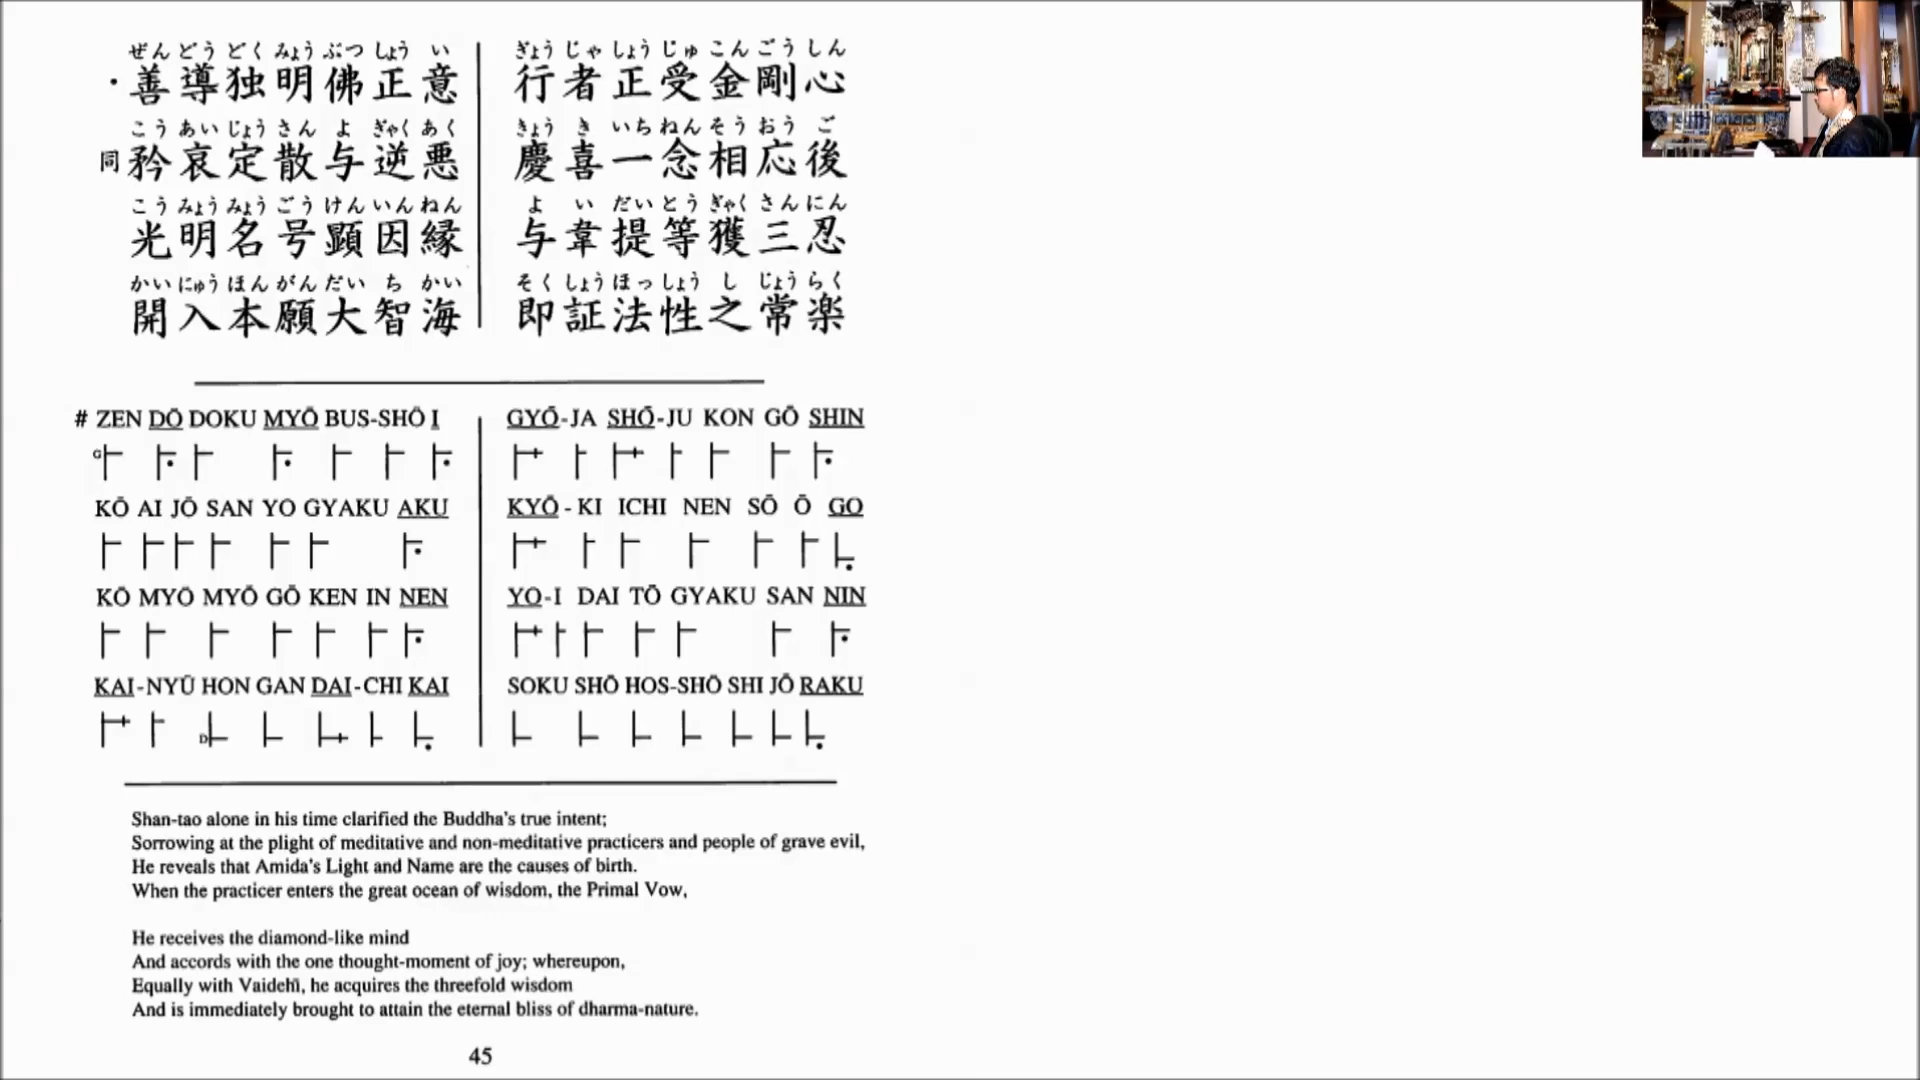 ぜん どう どく みょう ぶつ しょう い
・善導独明佛正意
こう あい じょう さん よ ぎゃく あく
同 矜哀定散与逆悪
こう みょう みょう ごう けん いん ねん
光明名号顕因縁
かい にゅう ほん がん だい ち かい
開入本願大智海
ぎょう じゃ しょう じゅ こん ごう しん
行者正受金剛心
きょう き いち ねん そう おう ご
慶喜一念相応後
よ い だい とう ぎゃく さん にん
与韋提等獲三忍
そく しょう ほっ しょう し じょう らく
即証法性之常楽
# ZEN DŌ DOKU MYŌ BUS-SHŌ I
G
KŌ AI JŌ SAN YO GYAKU AKU
KŌ MYŌ MYŌ GŌ KEN IN NEN
KAI-NYŪ HON GAN DAI-CHI KAI
D
GYŌ-JA SHŌ-JU KON GŌ SHIN
KYŌ-KI ICHI NEN SŌ Ō GO
YO-I DAI TŌ GYAKU SAN NIN
SOKU SHŌ HOS-SHŌ SHI JŌ RAKU
Shan-tao alone in his time clarified the Buddha's true intent;
Sorrowing at the plight of meditative and non-meditative practicers and people of grave evil,
He reveals that Amida's Light and Name are the causes of birth.
When the practicer enters the great ocean of wisdom, the Primal Vow,
He receives the diamond-like mind
And accords with the one thought-moment of joy; whereupon,
Equally with Vaidehī, he acquires the threefold wisdom
And is immediately brought to attain the eternal bliss of dharma-nature.
45